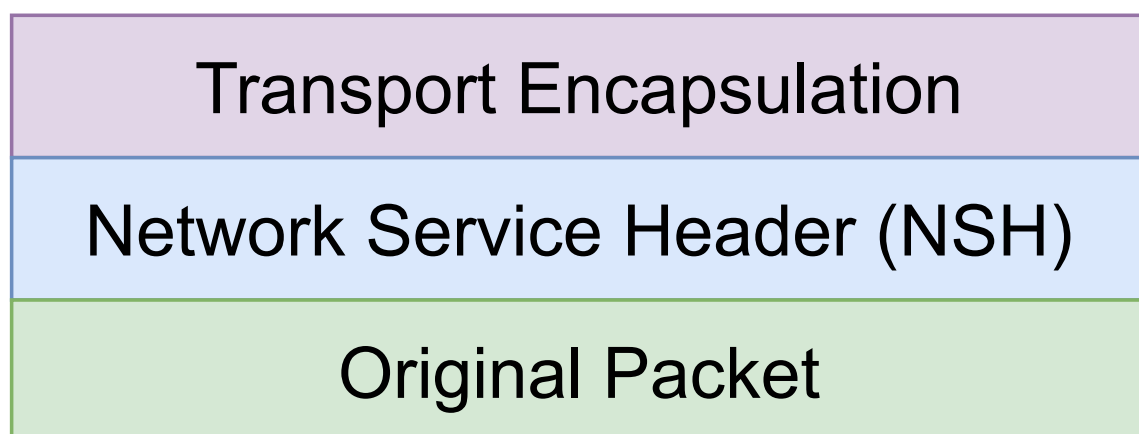 Transport Encapsulation
Network Service Header (NSH)
Original Packet